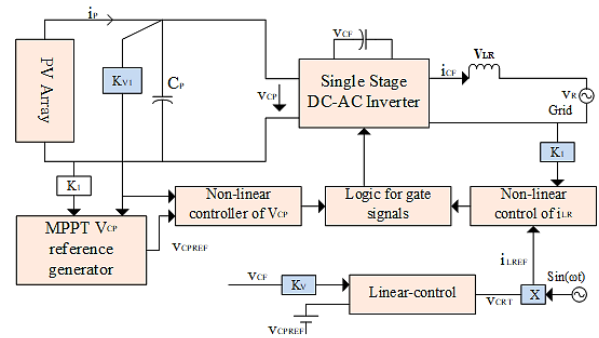 iP
PV Array
KV1
CP
vCP
vCF
Single Stage
DC-AC Inverter
iCF
VLR
vR
Grid
K1
K1
MPPT VCP
reference
generator
Non-linear
controller of VCP
Logic for gate
signals
Non-linear
control of iLR
vCPREF
iLREF
Sin(ωt)
vCF
KV
Linear-control
vCRT
X
vCPREF